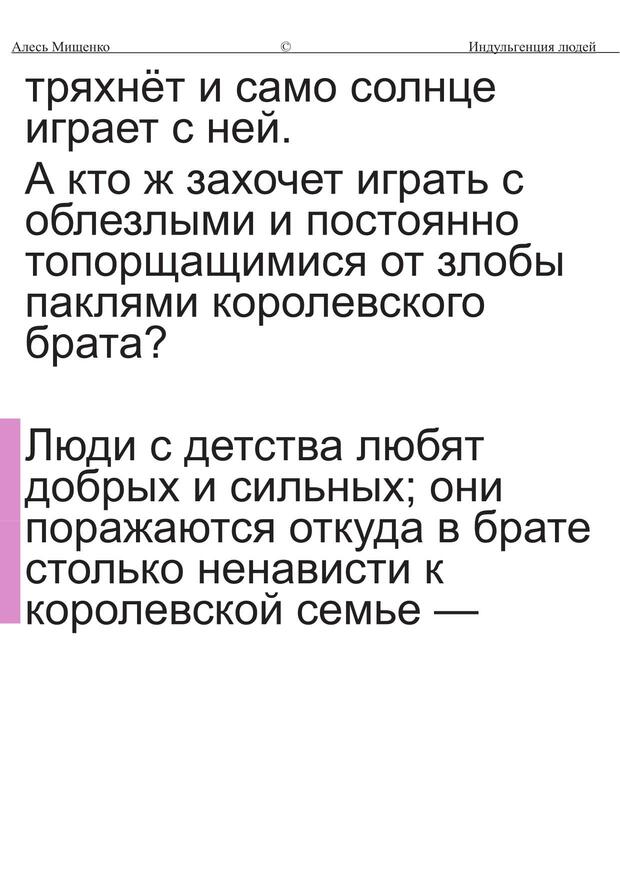 Алесь Мищенко © Индульгенция людей
тряхнёт и само солнце
играет с ней.
А кто ж захочет играть с
облезлыми и постоянно
топорщащимися от злобы
паклями королевского
брата?
Люди с детства любят
добрых и сильных; они
поражаются откуда в брате
столько ненависти к
королевской семье —